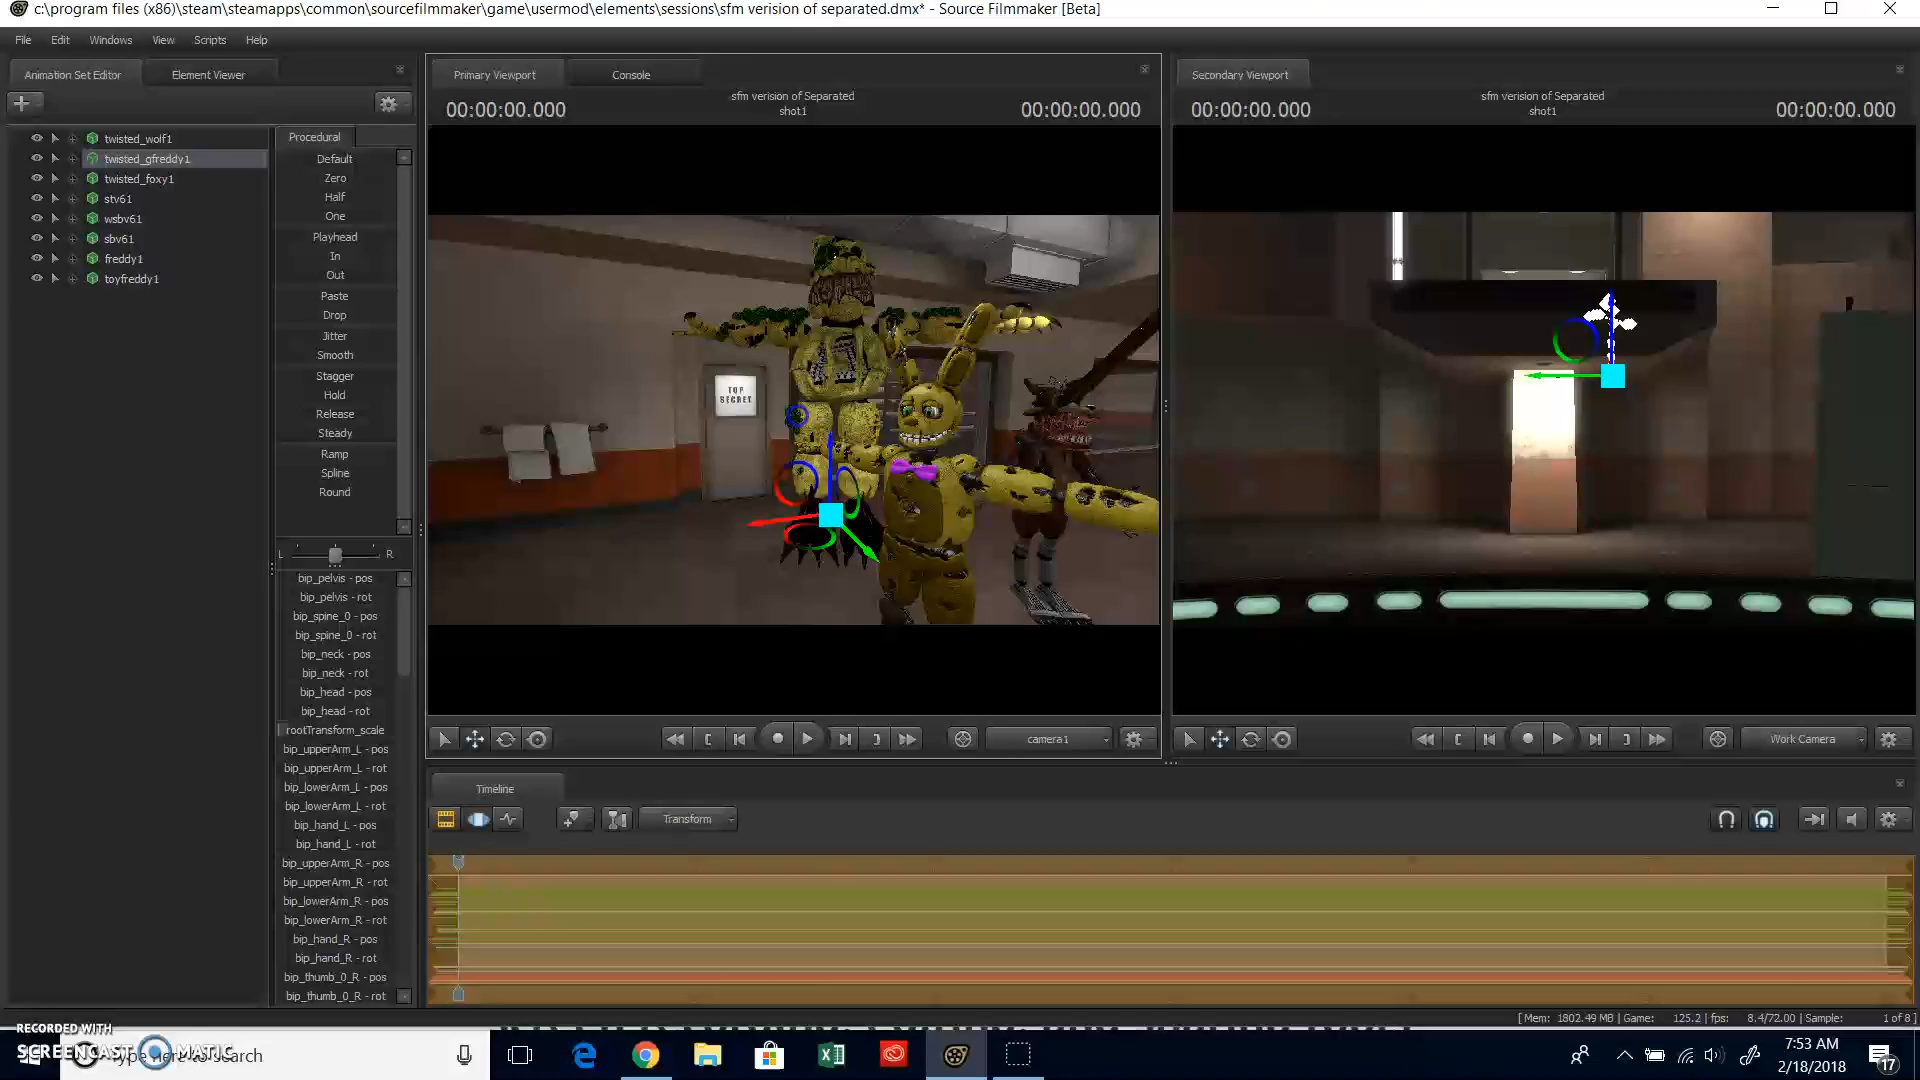 c:\program files (x86)\steam\steamapps\common\sourcefilmmaker\game\usermod\elements\sessions\sfm verision of separated.dmx* - Source Filmmaker [Beta]
File Edit Windows View Scripts Help
Animation Set Editor Element Viewer
Primary Viewport Console
Secondary Viewport
00:00:00.000 sfm verision of Separated 00:00:00.000
shot1
00:00:00.000 sfm verision of Separated 00:00:00.000
shot1
twisted_wolf1
twisted_gfreddy1
twisted_foxy1
stv61
wsbv61
sbv61
freddy1
toyfreddy1
Procedural
Default
Zero
Half
One
Playhead
In
Out
Paste
Drop
Jitter
Smooth
Stagger
Hold
Release
Steady
Ramp
Spline
Round
L R
bip_pelvis - pos
bip_pelvis - rot
bip_spine_0 - pos
bip_spine_0 - rot
bip_neck - pos
bip_neck - rot
bip_head - pos
bip_head - rot
rootTransform_scale
bip_upperArm_L - pos
bip_upperArm_L - rot
bip_lowerArm_L - pos
bip_lowerArm_L - rot
bip_hand_L - pos
bip_hand_L - rot
bip_upperArm_R - pos
bip_upperArm_R - rot
bip_lowerArm_R - pos
bip_lowerArm_R - rot
bip_hand_R - pos
bip_hand_R - rot
bip_thumb_0_R - pos
bip_thumb_0_R - rot
TOP
SECRET
camera1
Work Camera
Timeline
Transform
[ Mem: 1802.49 MB | Game: 125.2 | fps: 8.4/72.00 | Sample: 1 of 8 ]
RECORDED WITH
SCREENCAST MATIC
Type here to search
7:53 AM
2/18/2018
17